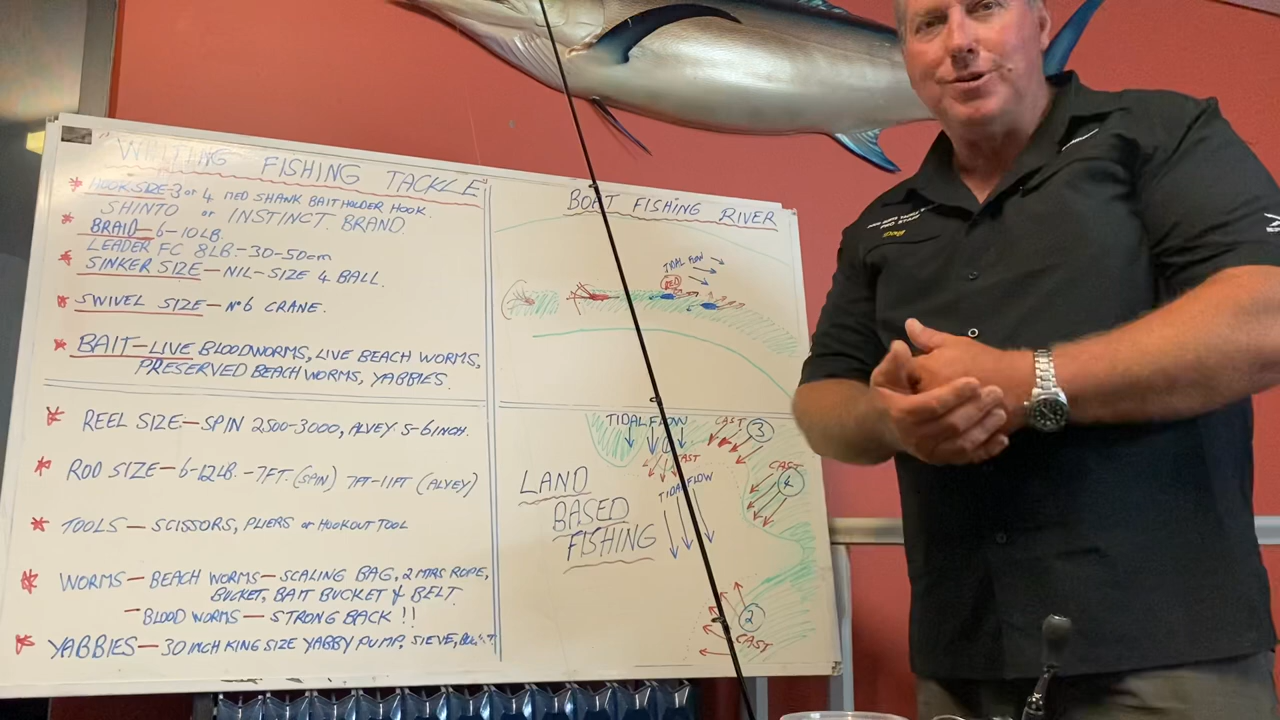 "WHITING FISHING TACKLE"
* HOOK SIZE-3 or 4 MED SHANK BAITHOLDER HOOK.
SHINTO or INSTINCT BRAND.
* BRAID-6-10LB.
LEADER FC 8LB.-30-50cm
* SINKER SIZE-NIL-SIZE 4 BALL.
* SWIVEL SIZE-No6 CRANE.
* BAIT-LIVE BLOODWORMS, LIVE BEACH WORMS,
PRESERVED BEACH WORMS, YABBIES.
* REEL SIZE-SPIN 2500-3000, ALVEY 5-6 INCH.
* ROD SIZE-6-12LB.-7FT.(SPIN) 7FT-11FT (ALVEY)
* TOOLS-SCISSORS, PLIERS or HOOKOUT TOOL
* WORMS-BEACH WORMS-SCALING BAG, 2 MTRS ROPE,
BUCKET, BAIT BUCKET & BELT.
-BLOOD WORMS-STRONG BACK !!
* YABBIES-30 INCH KING SIZE YABBY PUMP, SIEVE,
BOAT FISHING RIVER
TIDAL FLOW
RED
TIDAL FLOW
CAST 3
CAST
CAST
4
TIDAL FLOW
LAND
BASED
FISHING
2
CAST
PRO STAFF